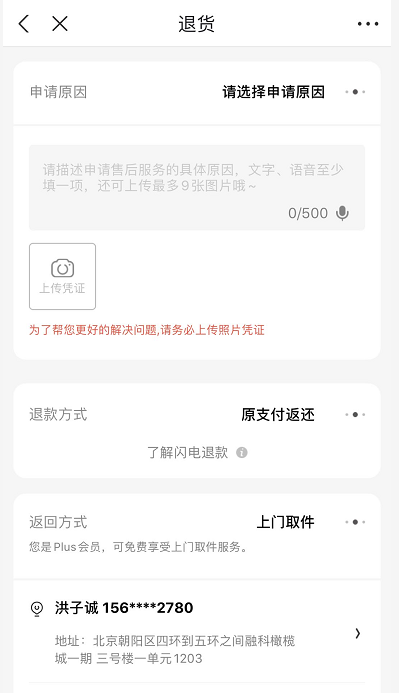 退货
申请原因 请选择申请原因
请描述申请售后服务的具体原因，文字、语音至少
填一项，还可上传最多9张图片哦~
0/500
上传凭证
为了帮您更好的解决问题,请务必上传照片凭证
退款方式 原支付返还
了解闪电退款
返回方式 上门取件
您是Plus会员，可免费享受上门取件服务。
洪子诚 156****2780
地址：北京朝阳区四环到五环之间融科橄榄
城一期 三号楼一单元1203